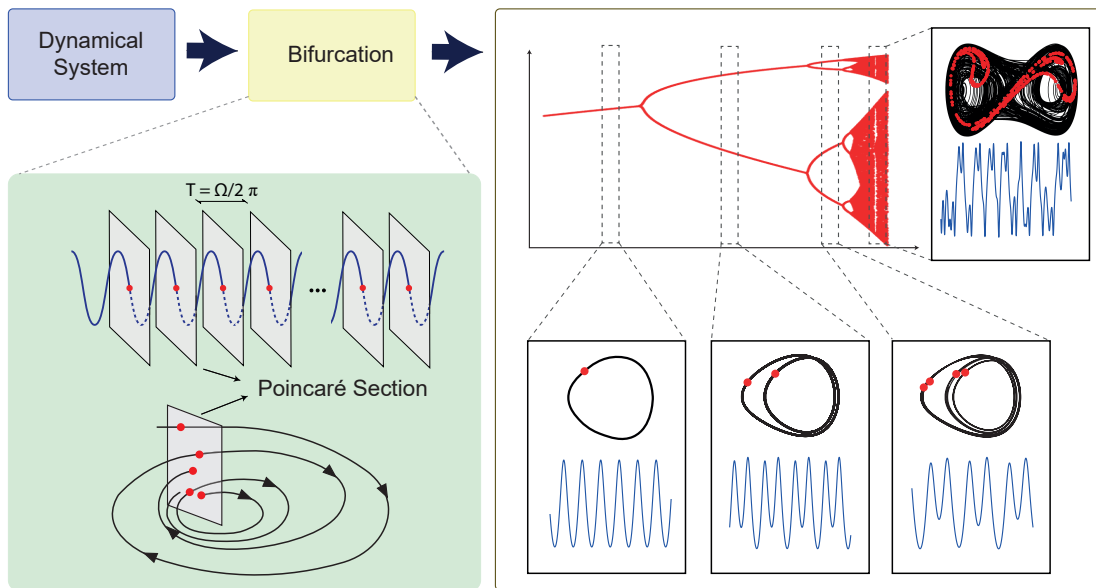 Dynamical
System
Bifurcation
T = Ω/2 π
...
Poincaré Section